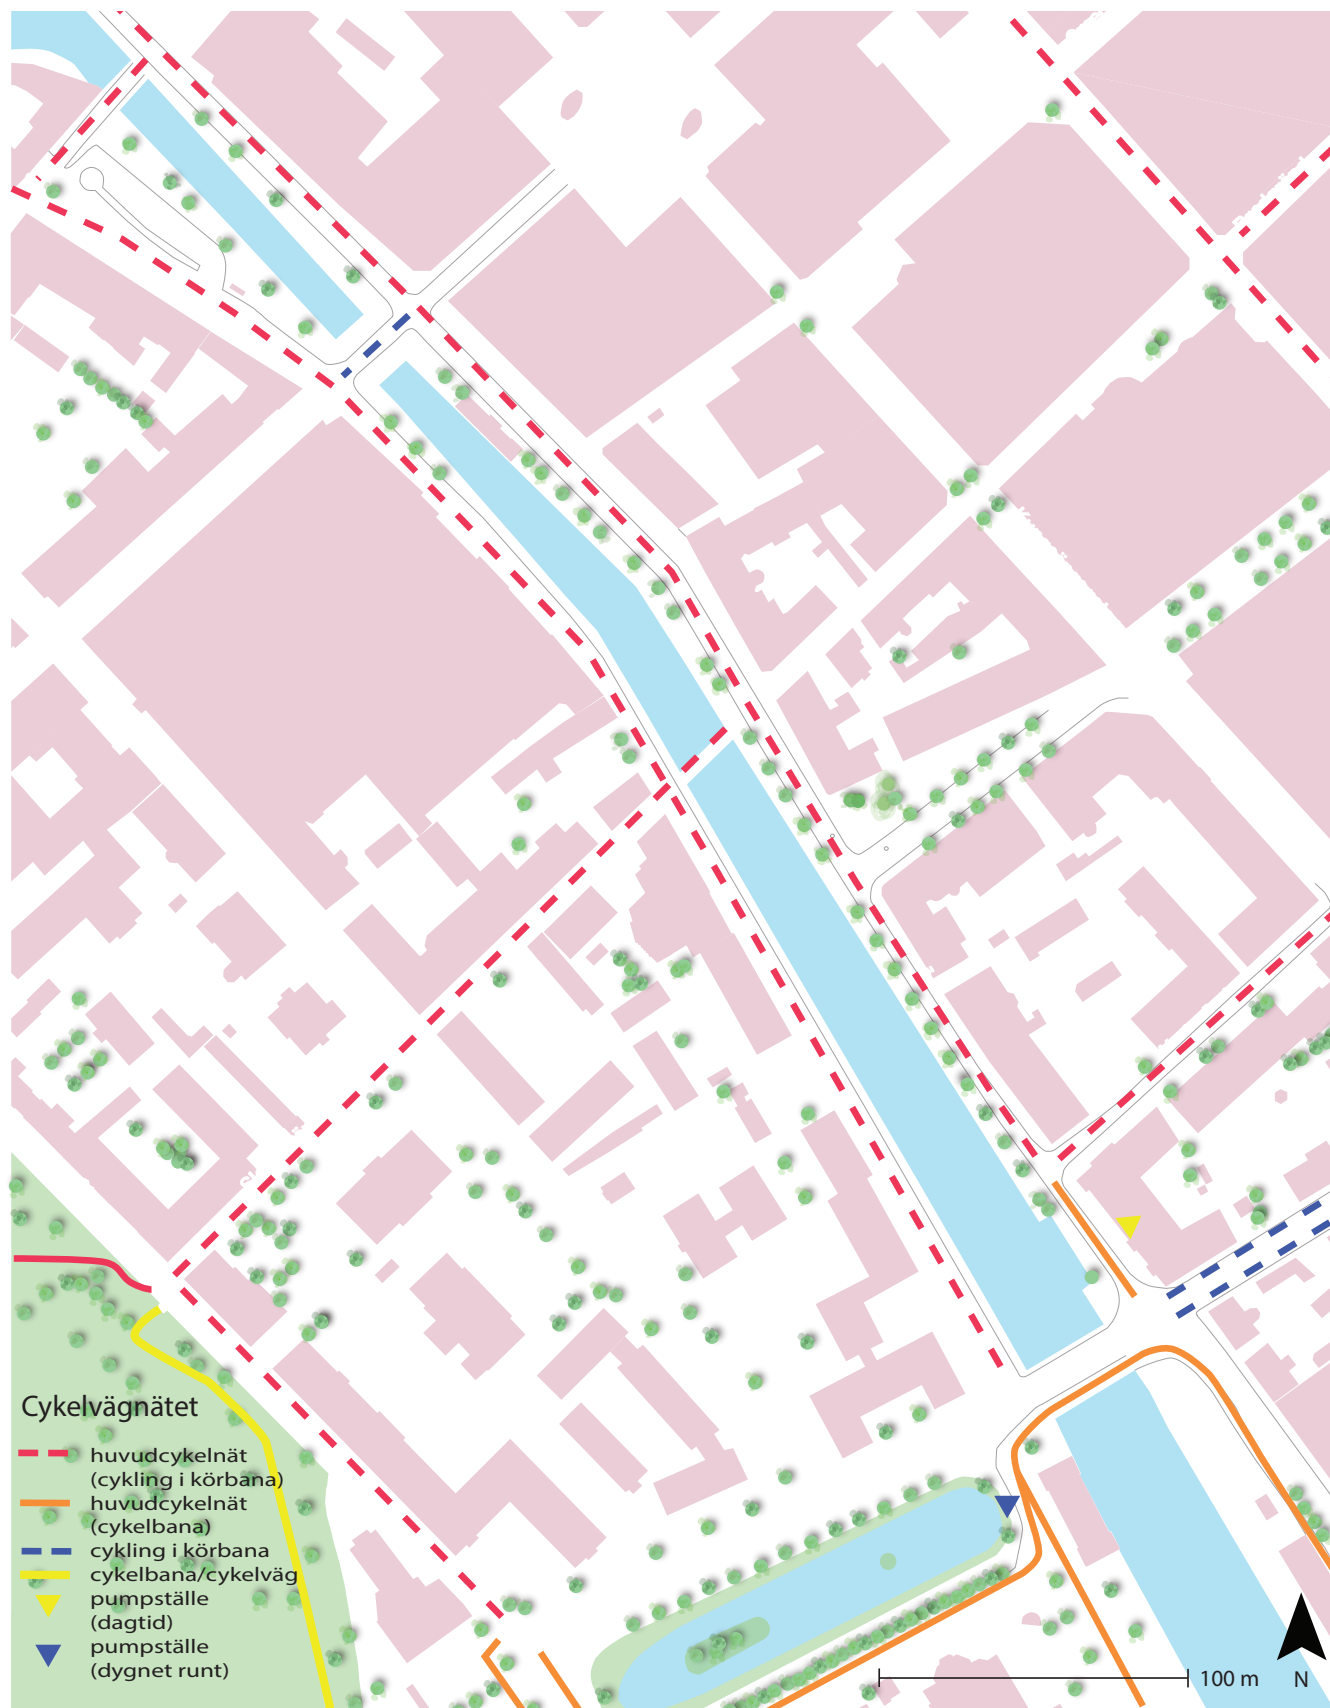 Cykelvägnätet
huvudcykelnät
(cykling i körbana)
huvudcykelnät
(cykelbana)
cykling i körbana
cykelbana/cykelväg
pumpställe
(dagtid)
pumpställe
(dygnet runt)
100 m
N